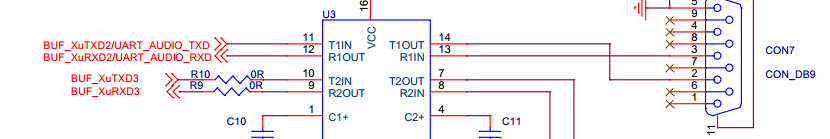 U3
16
VCC
BUF_XuTXD2/UART_AUDIO_TXD 11 T1IN T1OUT 14
BUF_XuRXD2/UART_AUDIO_RXD 12 R1OUT R1IN 13
BUF_XuTXD3 R10 0R 10 T2IN T2OUT 7
BUF_XuRXD3 R9 0R 9 R2OUT R2IN 8
C10 1 C1+ C2+ 4 C11
5
9
4
8
3
7
2
6
1
11
CON7
CON_DB9